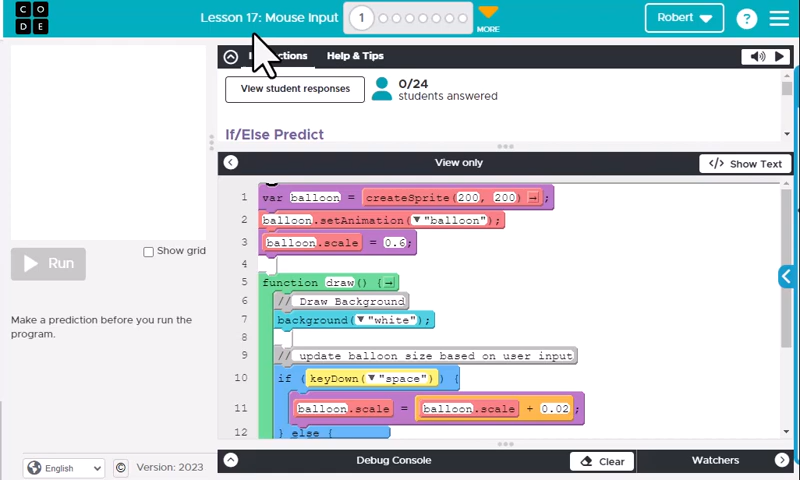 C O
D E
Lesson 17: Mouse Input
1
MORE
Robert
?
Help & Tips
View student responses
0/24
students answered
If/Else Predict
View only
</> Show Text
Run
Show grid
Make a prediction before you run the
program.
1 var balloon = createSprite(200, 200) → ;
2 balloon.setAnimation(▼"balloon");
3 balloon.scale = 0.6;
4
5 function draw() {→
6 // Draw Background
7 background(▼"white");
8
9 // update balloon size based on user input
10 if (keyDown(▼"space")) {
11 balloon.scale = balloon.scale + 0.02;
12 } else {
English
©
Version: 2023
Debug Console
Clear
Watchers